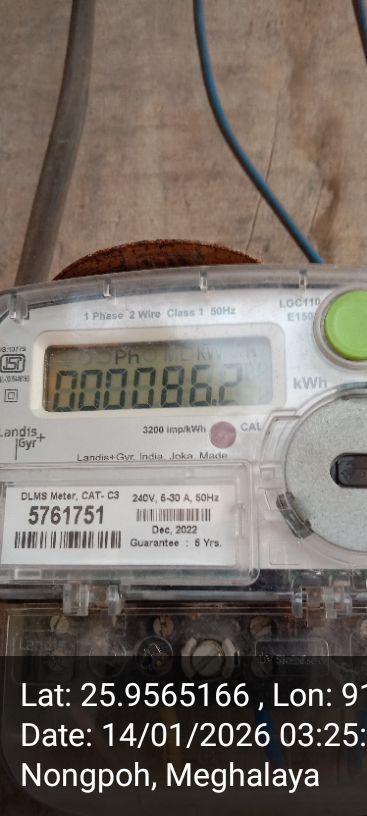 LGC110
1 Phase 2 Wire Class 1 50Hz
E150
000086.2
kWh
Landis
Gyr+
3200 imp/kWh
CAL
Landis+Gyr, India, Joka, Made
DLMS Meter, CAT- C3
240V, 5-30 A, 50Hz
5761751
Dec, 2022
Guarantee : 5 Yrs.
Lat: 25.9565166 , Lon: 91
Date: 14/01/2026 03:25:
Nongpoh, Meghalaya